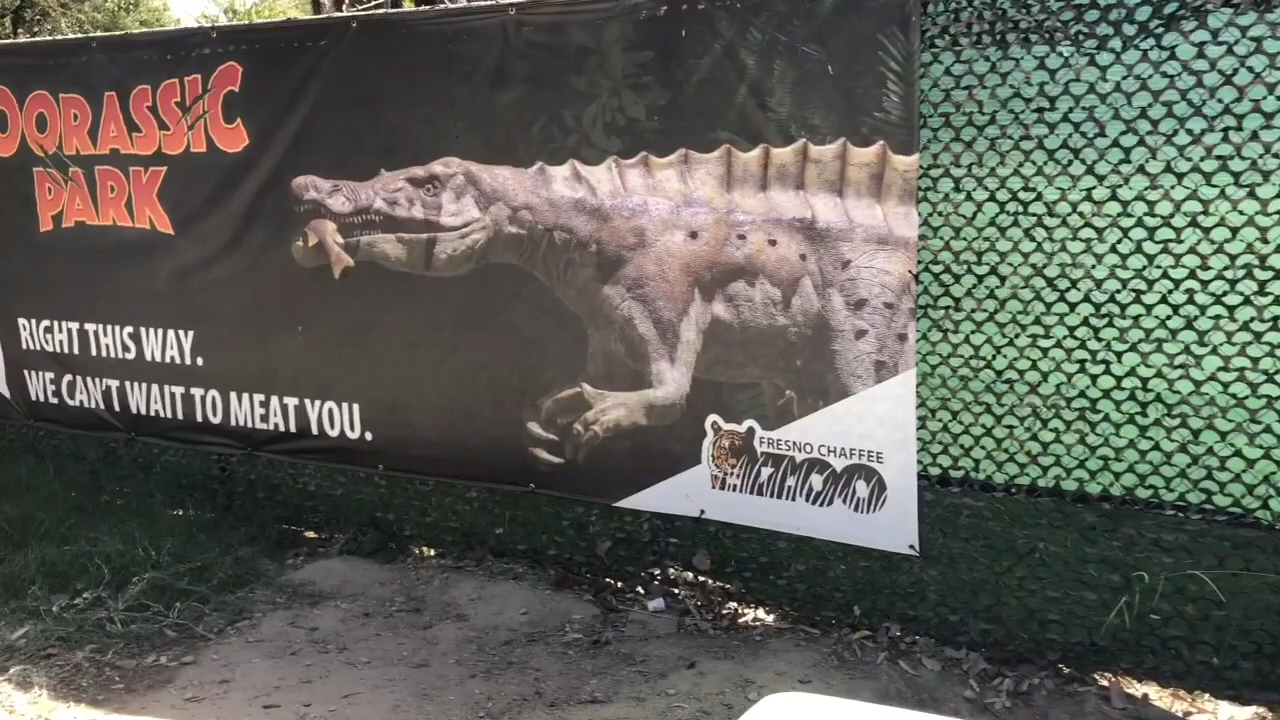 OORASSIC
PARK
RIGHT THIS WAY.
WE CAN'T WAIT TO MEAT YOU.
FRESNO CHAFFEE
ZOO